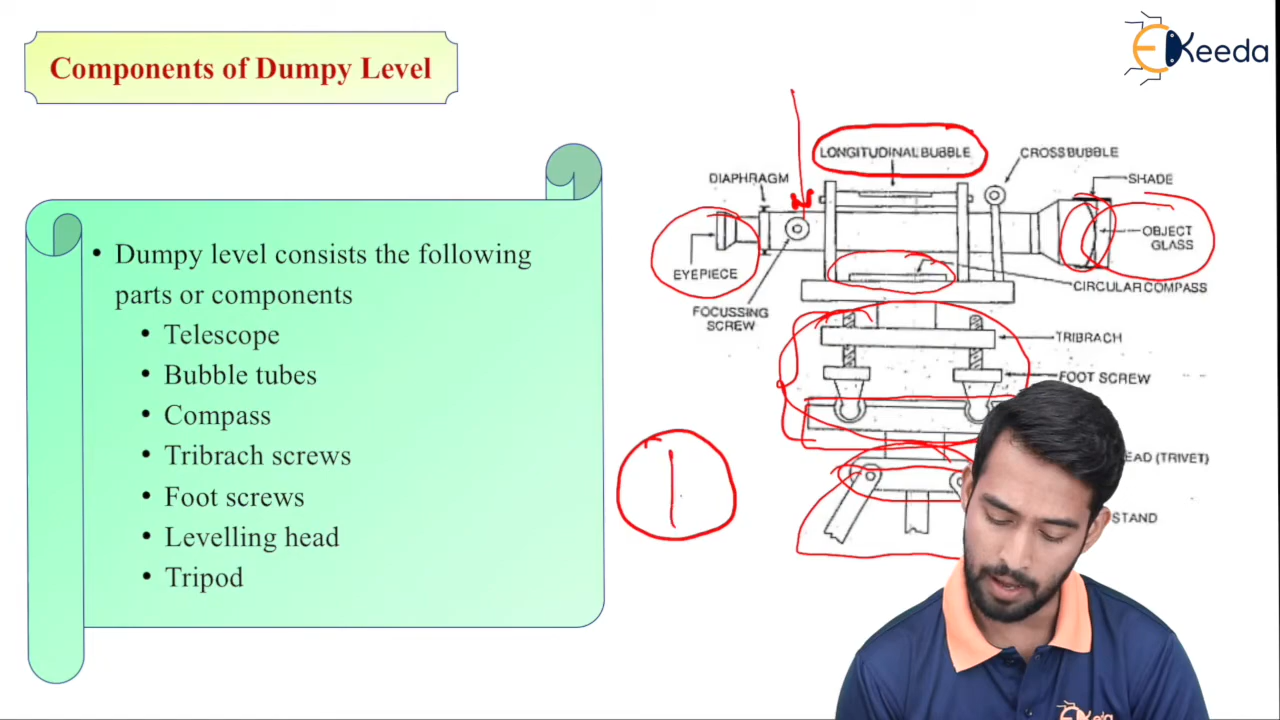 Components of Dumpy Level
EKeeda
• Dumpy level consists the following
parts or components
• Telescope
• Bubble tubes
• Compass
• Tribrach screws
• Foot screws
• Levelling head
• Tripod
LONGITUDINAL BUBBLE
CROSS BUBBLE
DIAPHRAGM
SHADE
OBJECT
GLASS
EYEPIECE
CIRCULAR COMPASS
FOCUSSING
SCREW
TRIBRACH
FOOT SCREW
EAD (TRIVET)
STAND